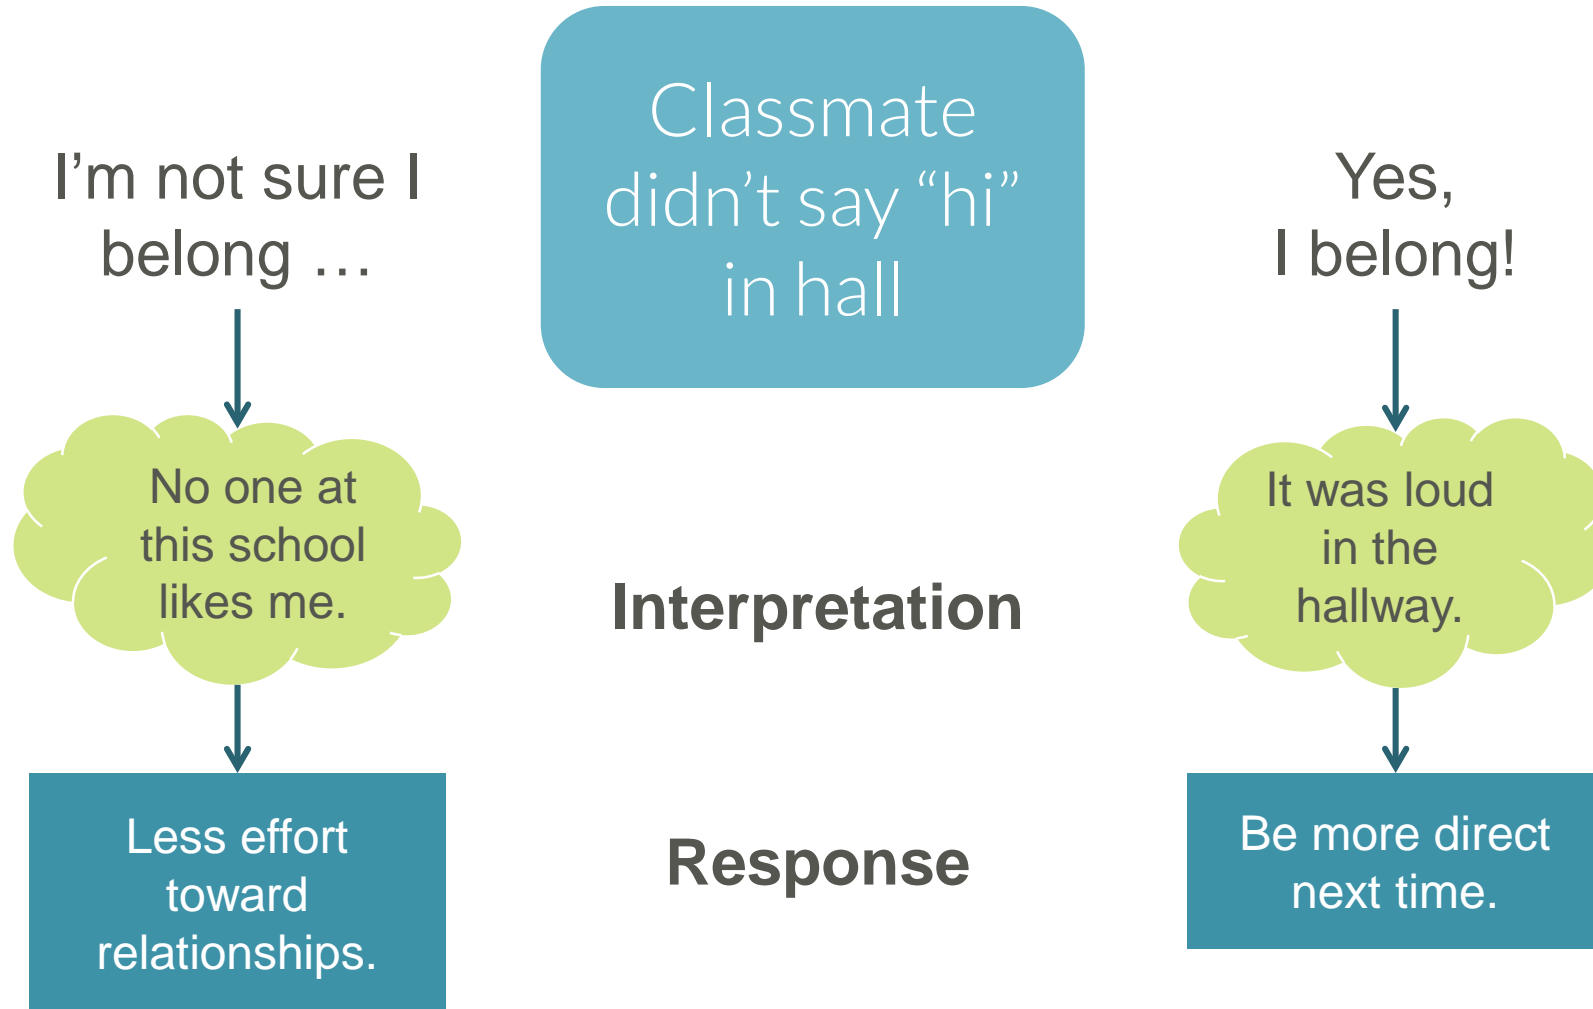 Classmate
didn’t say “hi”
in hall
I’m not sure I
belong …
Yes,
I belong!
No one at
this school
likes me.
Interpretation
It was loud
in the
hallway.
Less effort
toward
relationships.
Response
Be more direct
next time.